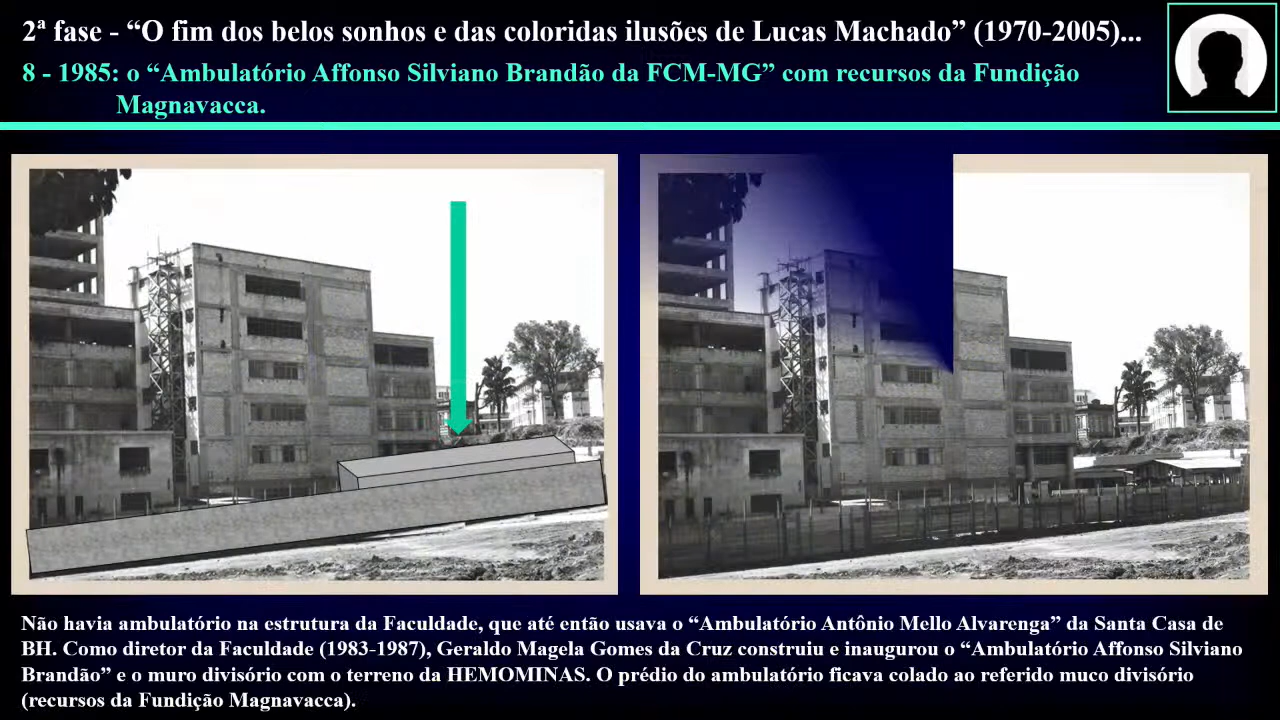 2ª fase - “O fim dos belos sonhos e das coloridas ilusões de Lucas Machado” (1970-2005)...
8 - 1985: o “Ambulatório Affonso Silviano Brandão da FCM-MG” com recursos da Fundição
Magnavacca.
Não havia ambulatório na estrutura da Faculdade, que até então usava o “Ambulatório Antônio Mello Alvarenga” da Santa Casa de
BH. Como diretor da Faculdade (1983-1987), Geraldo Magela Gomes da Cruz construiu e inaugurou o “Ambulatório Affonso Silviano
Brandão” e o muro divisório com o terreno da HEMOMINAS. O prédio do ambulatório ficava colado ao referido muco divisório
(recursos da Fundição Magnavacca).